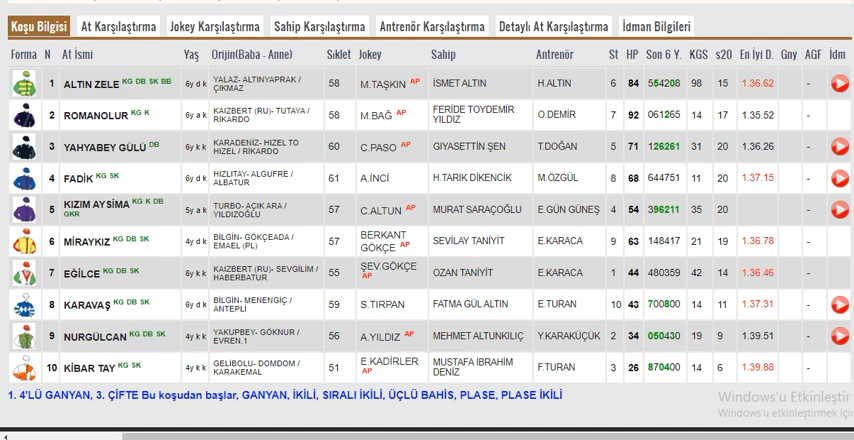 Koşu Bilgisi At Karşılaştırma Jokey Karşılaştırma Sahip Karşılaştırma Antrenör Karşılaştırma Detaylı At Karşılaştırma İdman Bilgileri
Forma N At İsmi Yaş Orijin(Baba - Anne) Sıklet Jokey Sahip Antrenör St HP Son 6 Y. KGS s20 En İyi D. Gny AGF İdm
1 ALTIN ZELE KG DB SK BB 6y d k YALAZ- ALTINYAPRAK / ÇIKMAZ 58 M.TAŞKIN AP İSMET ALTIN H.ALTIN 6 84 554208 98 15 1.36.62 -
2 ROMANOLUR KG K 6y a k KAIZBERT (RU)- TUTAYA / RİKARDO 58 M.BAĞ AP FERİDE TOYDEMİR YILDIZ O.DEMİR 7 92 061265 14 17 1.35.52 -
3 YAHYABEY GÜLÜ DB 6y k k KARADENİZ- HIZEL TO HIZEL / RİKARDO 60 C.PASO AP GIYASETTİN ŞEN T.DOĞAN 5 71 126261 31 20 1.36.26 -
4 FADİK KG SK 6y d k HIZLITAY- ALGUFRE / ALBATUR 61 A.İNCİ H.TARIK DİKENCİK M.ÖZGÜL 8 68 644751 11 20 1.37.15 -
5 KIZIM AYSİMA KG K DB GKR 5y a k TURBO- AÇIK ARA / YILDIZOĞLU 57 C.ALTUN AP MURAT SARAÇOĞLU E.GÜN GÜNEŞ 4 54 396211 35 20 -
6 MİRAYKIZ KG DB SK 4y d k BİLGİN- GÖKÇEADA / EMAEL (PL) 57 BERKANT GÖKÇE AP SEVİLAY TANİYİT E.KARACA 9 63 148417 21 19 1.36.78 -
7 EĞİLCE KG DB SK 6y k k KAIZBERT (RU)- SEVGİLİM / HABERBATUR 55 ŞEV.GÖKÇE AP OZAN TANİYİT E.KARACA 1 44 480359 42 14 1.36.46 -
8 KARAVAŞ KG DB SK 6y d k BİLGİN- MENENGİÇ / ANTEPLİ 59 S.TIRPAN FATMA GÜL ALTIN E.TURAN 10 43 700800 14 11 1.37.31 -
9 NURGÜLCAN KG DB SK 4y k k YAKUPBEY- GÖKNUR / EVREN.1 56 A.YILDIZ AP MEHMET ALTUNKILIÇ Y.KARAKÜÇÜK 2 34 050430 19 9 1.39.51 -
10 KİBAR TAY KG SK 4y k k GELİBOLU- DOMDOM / KARAKEMAL 51 E.KADİRLER AP MUSTAFA İBRAHİM DENİZ F.TURAN 3 26 870400 14 6 1.39.88 -
1. 4'LÜ GANYAN, 3. ÇİFTE Bu koşudan başlar, GANYAN, İKİLİ, SIRALI İKİLİ, ÜÇLÜ BAHİS, PLASE, PLASE İKİLİ
Windows'u Etkinleştir
Windows'u etkinleştirmek için